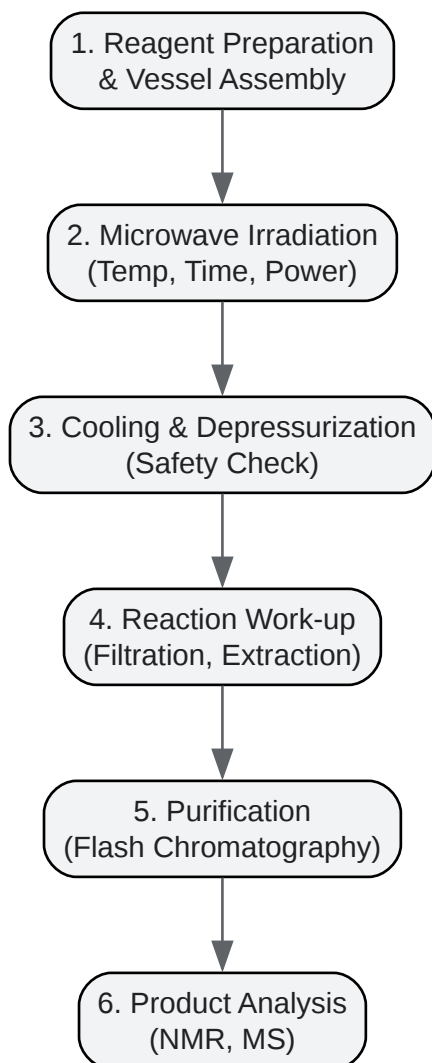 1. Reagent Preparation
& Vessel Assembly
2. Microwave Irradiation
(Temp, Time, Power)
3. Cooling & Depressurization
(Safety Check)
4. Reaction Work-up
(Filtration, Extraction)
5. Purification
(Flash Chromatography)
6. Product Analysis
(NMR, MS)